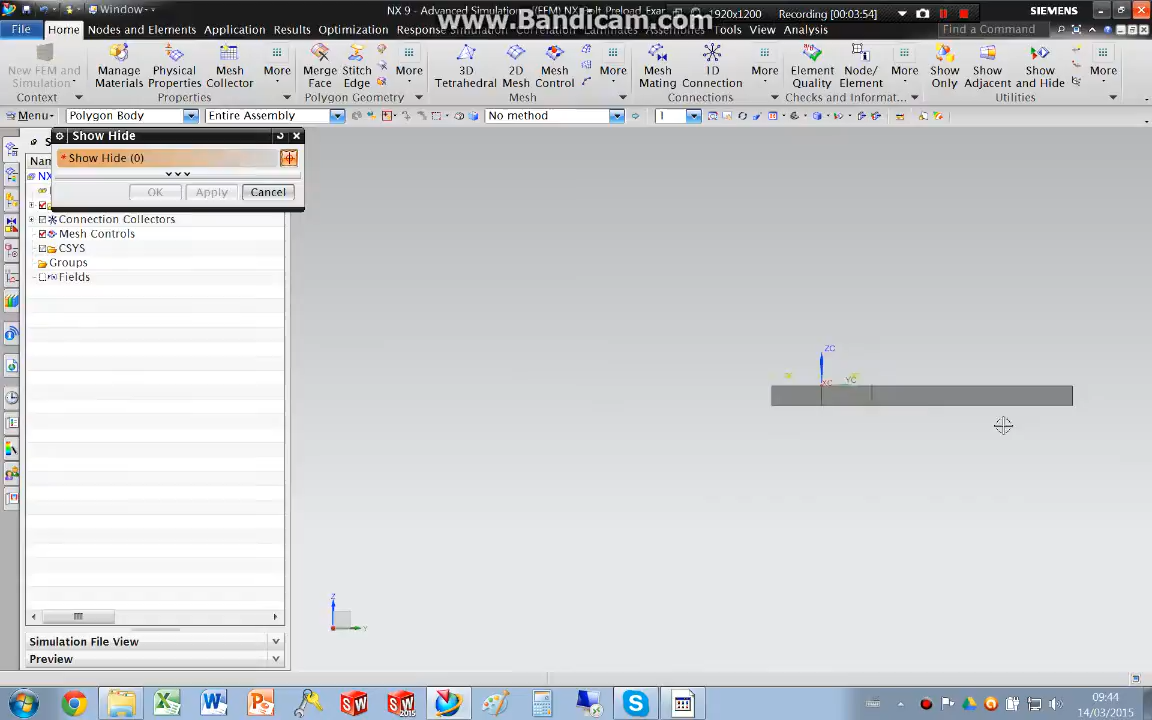 NX 9 - Advanced Simulation
www.Bandicam.com
1920x1200 Recording [00:03:54]
SIEMENS
Window
File Home Nodes and Elements Application Results Optimization Response Simulation Correlation Laminates Assemblies Tools View Analysis Find a Command
New FEM and Simulation
Manage Materials
Physical Properties
Mesh Collector
More
Merge Face
Stitch Edge
More
3D Tetrahedral
2D Mesh
Mesh Control
More
Mesh Mating
1D Connection
More
Element Quality
Node/ Element
More
Show Only
Show Adjacent
Show and Hide
More
Context Properties Polygon Geometry Mesh Connections Checks and Informat... Utilities
Menu Polygon Body Entire Assembly No method 1
Show Hide
* Show Hide (0)
OK Apply Cancel
Nam
NX
Connection Collectors
Mesh Controls
CSYS
Groups
Fields
ZC
XC YC
Z
Y
Simulation File View
Preview
2015
09:44
14/03/2015